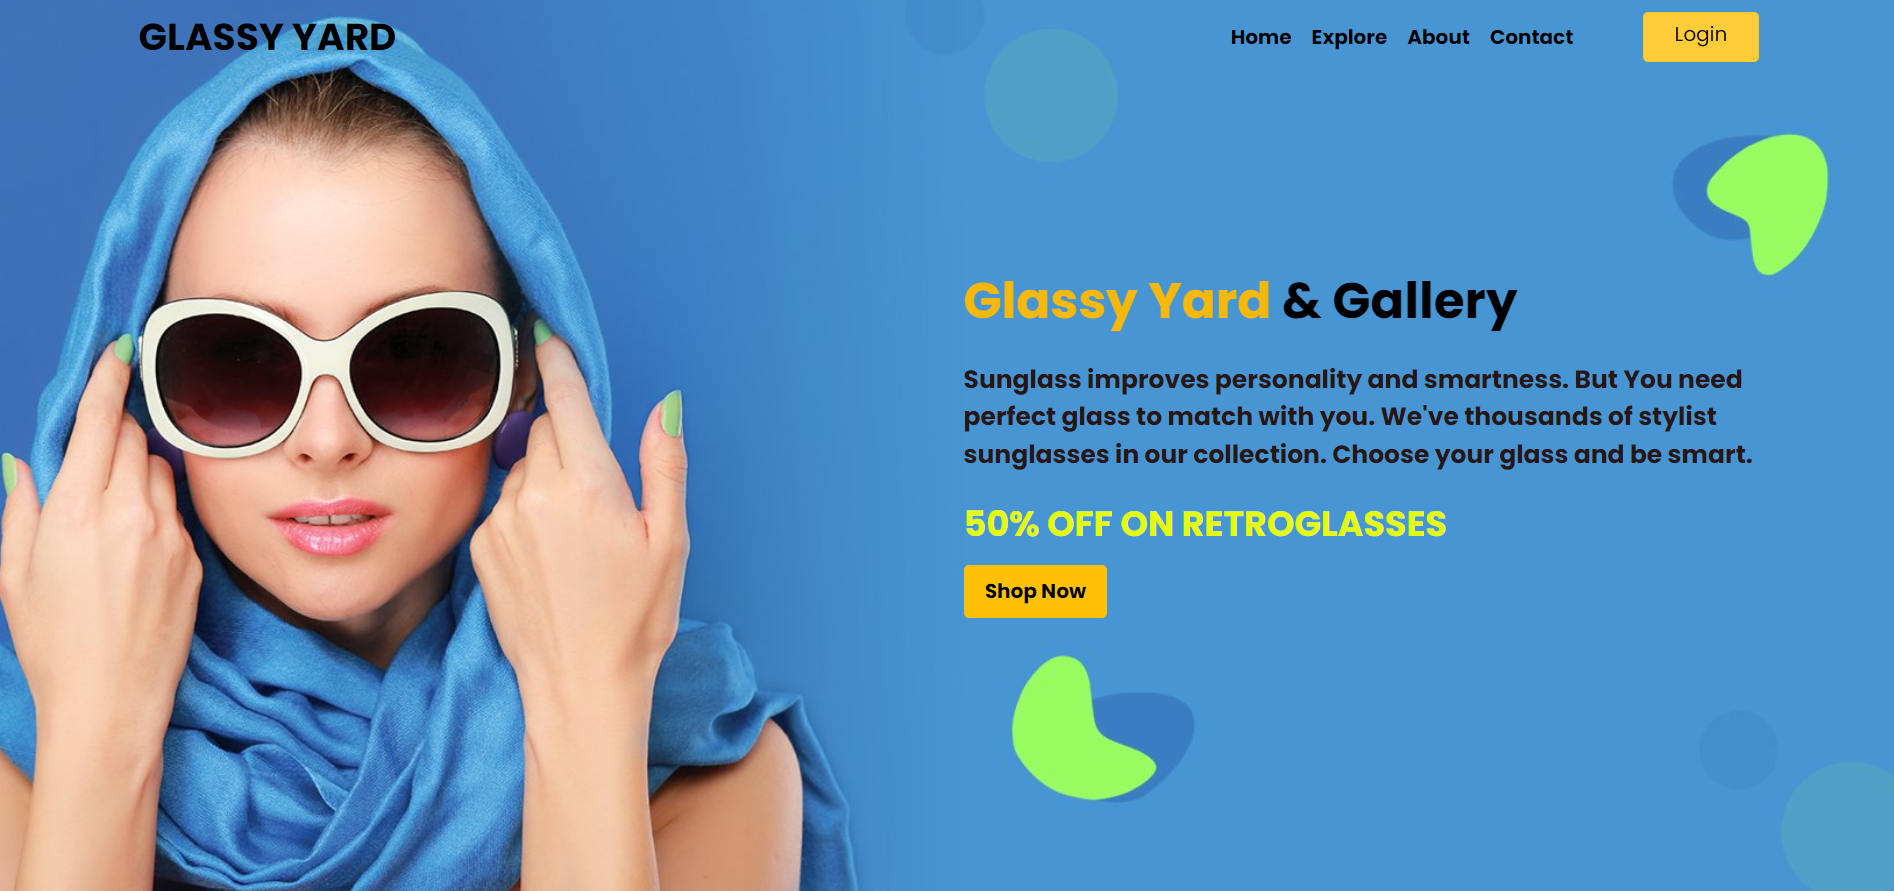 GLASSY YARD
Home Explore About Contact Login
Glassy Yard & Gallery
Sunglass improves personality and smartness. But You need
perfect glass to match with you. We've thousands of stylist
sunglasses in our collection. Choose your glass and be smart.
50% OFF ON RETROGLASSES
Shop Now